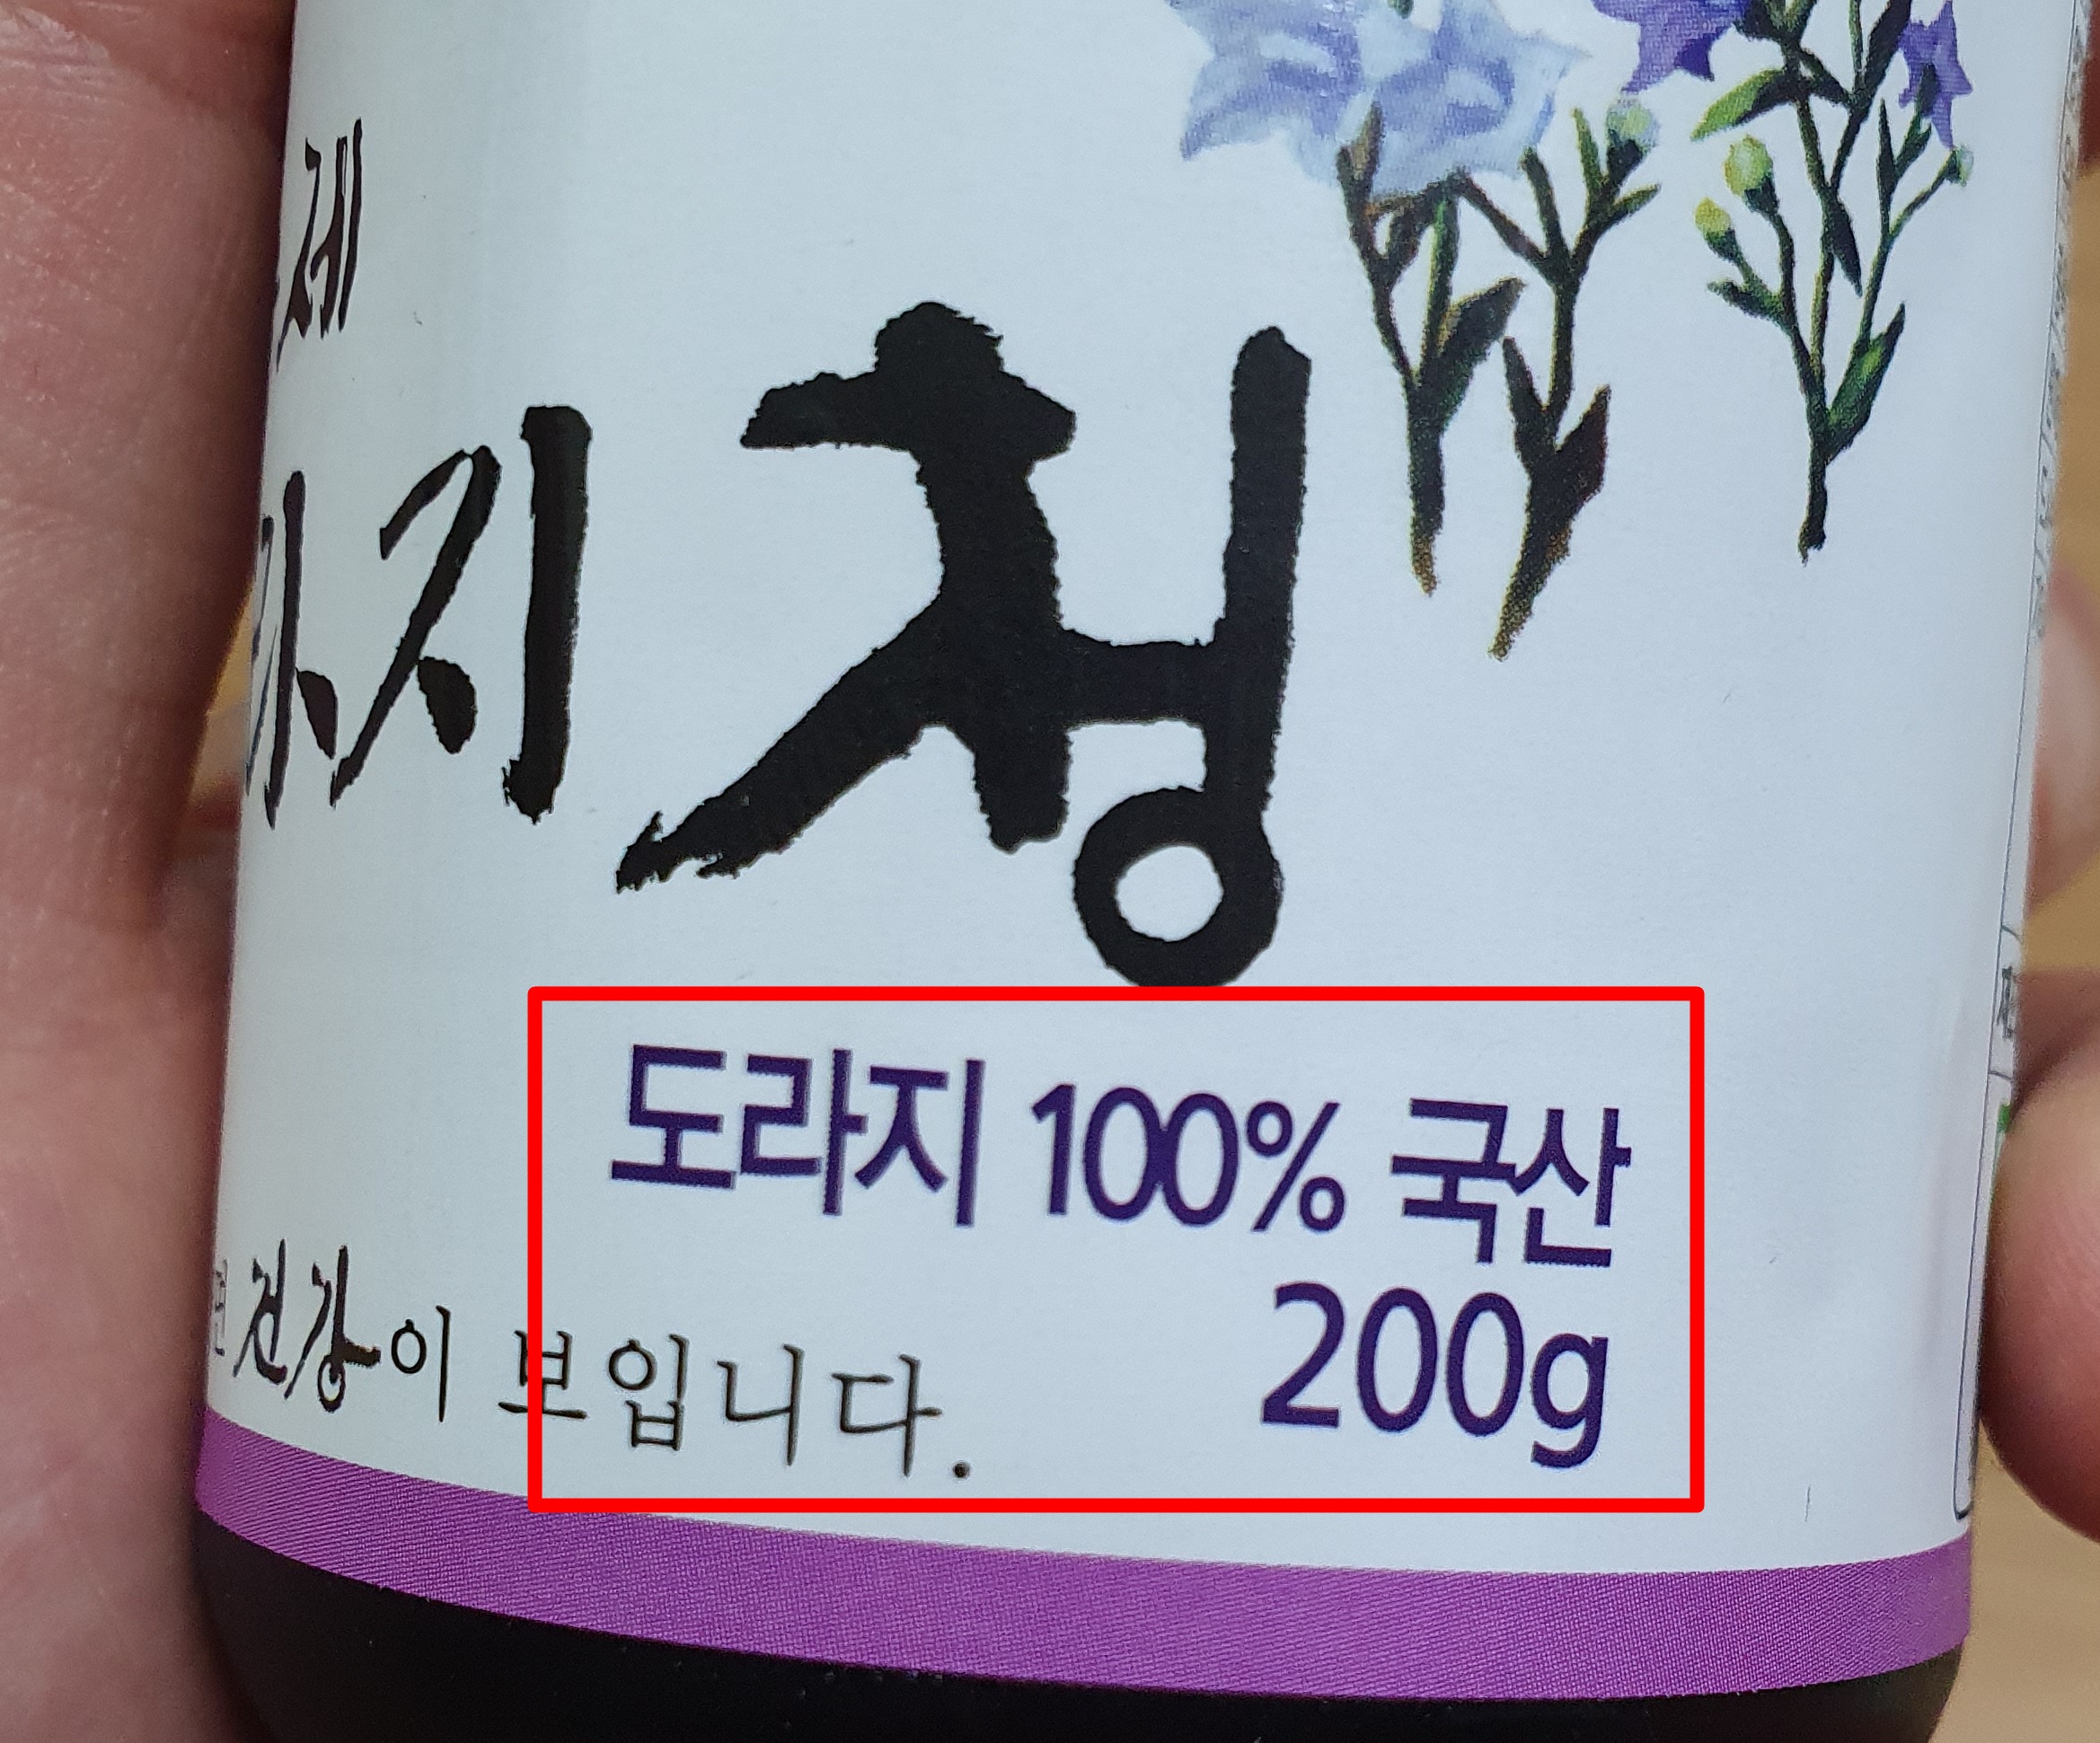 지청
도라지 100% 국산
200g
건강이 보입니다.